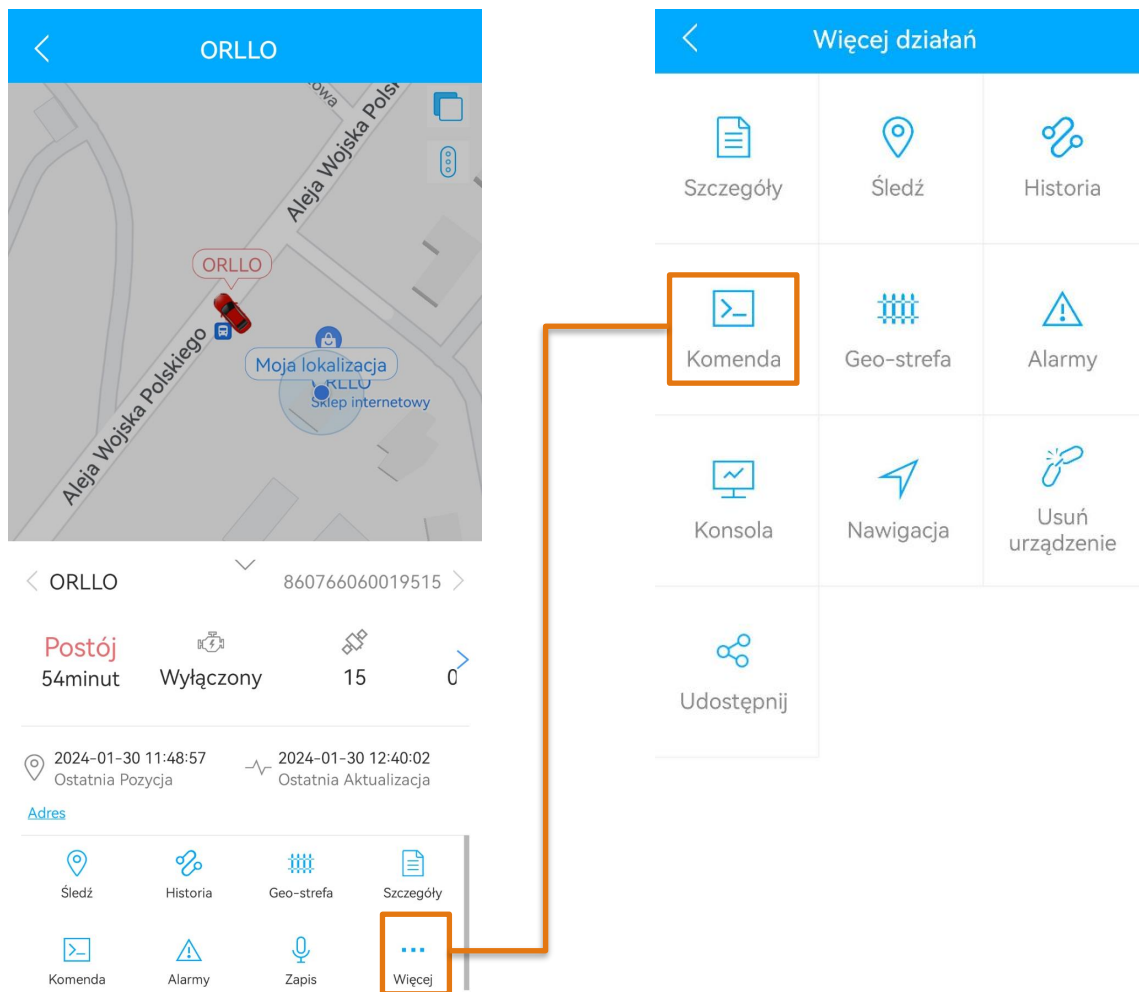 ORLLO
owa
Aleja Wojska Pols
ORLLO
Moja lokalizacja
ORLLO
Sklep internetowy
Aleja Wojska Polskiego
ORLLO
860766060019515
Postój
54minut
Wyłączony
15
0
2024-01-30 11:48:57
Ostatnia Pozycja
2024-01-30 12:40:02
Ostatnia Aktualizacja
Adres
Śledź
Historia
Geo-strefa
Szczegóły
Komenda
Alarmy
Zapis
Więcej
Więcej działań
Szczegóły
Śledź
Historia
Komenda
Geo-strefa
Alarmy
Konsola
Nawigacja
Usuń
urządzenie
Udostępnij